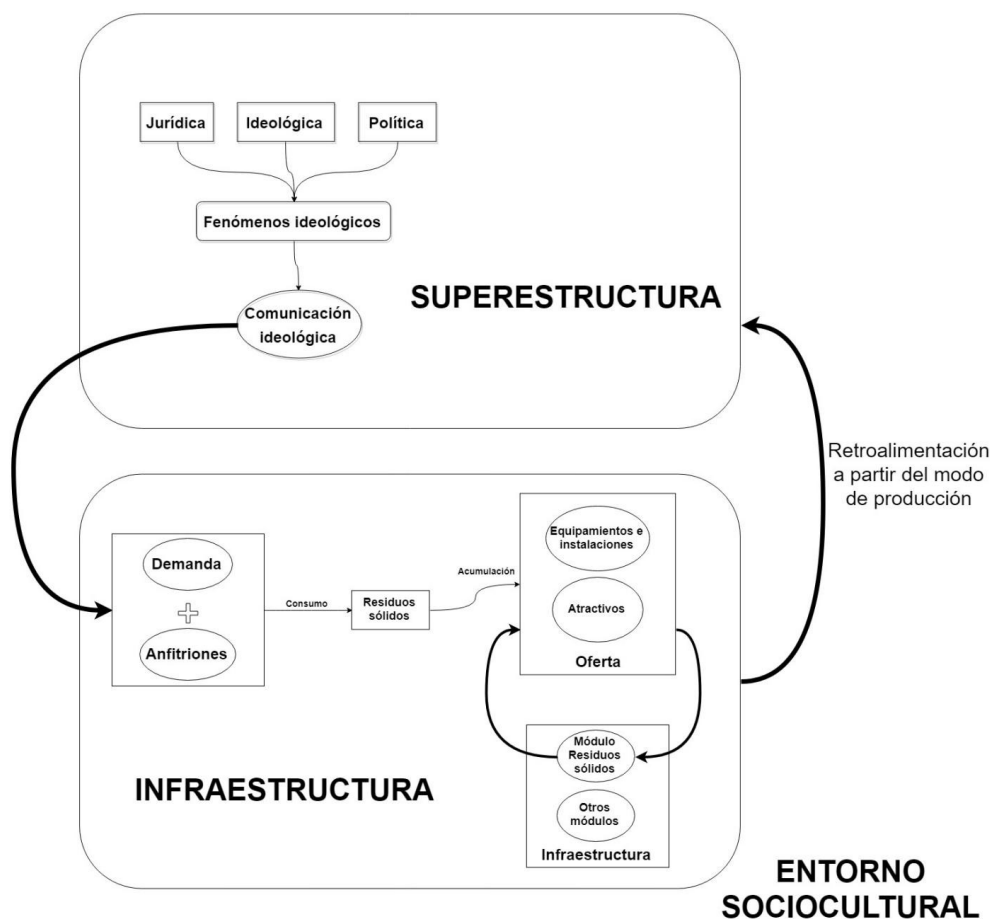 Jurídica
Ideológica
Política
Fenómenos ideológicos
Comunicación
ideológica
SUPERESTRUCTURA
Retroalimentación
a partir del modo
de producción
Demanda
Anfitriones
Consumo
Residuos
sólidos
Acumulación
Equipamientos e
instalaciones
Atractivos
Oferta
Módulo
Residuos
sólidos
Otros
módulos
Infraestructura
INFRAESTRUCTURA
ENTORNO
SOCIOCULTURAL